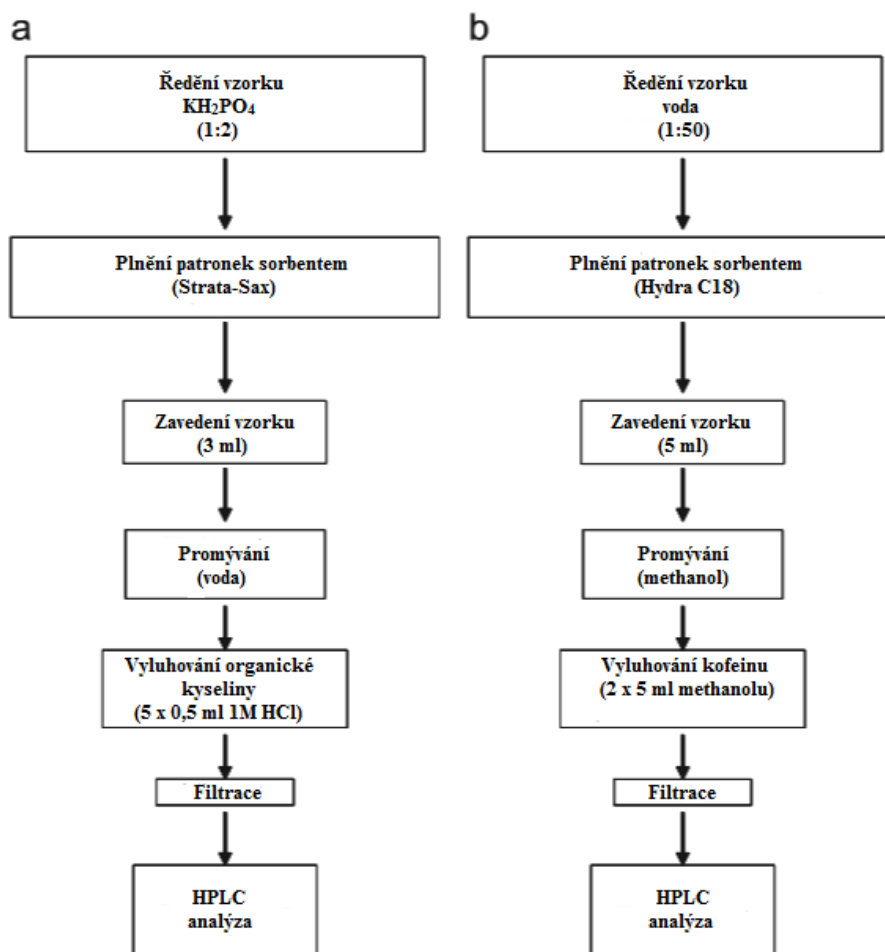 a
Ředění vzorku
KH₂PO₄
(1:2)
Plnění patronek sorbentem
(Strata-Sax)
Zavedení vzorku
(3 ml)
Promývání
(voda)
Vyluhování organické
kyseliny
(5 x 0,5 ml 1M HCl)
Filtrace
HPLC
analýza
b
Ředění vzorku
voda
(1:50)
Plnění patronek sorbentem
(Hydra C18)
Zavedení vzorku
(5 ml)
Promývání
(methanol)
Vyluhování kofeinu
(2 x 5 ml methanolu)
Filtrace
HPLC
analýza